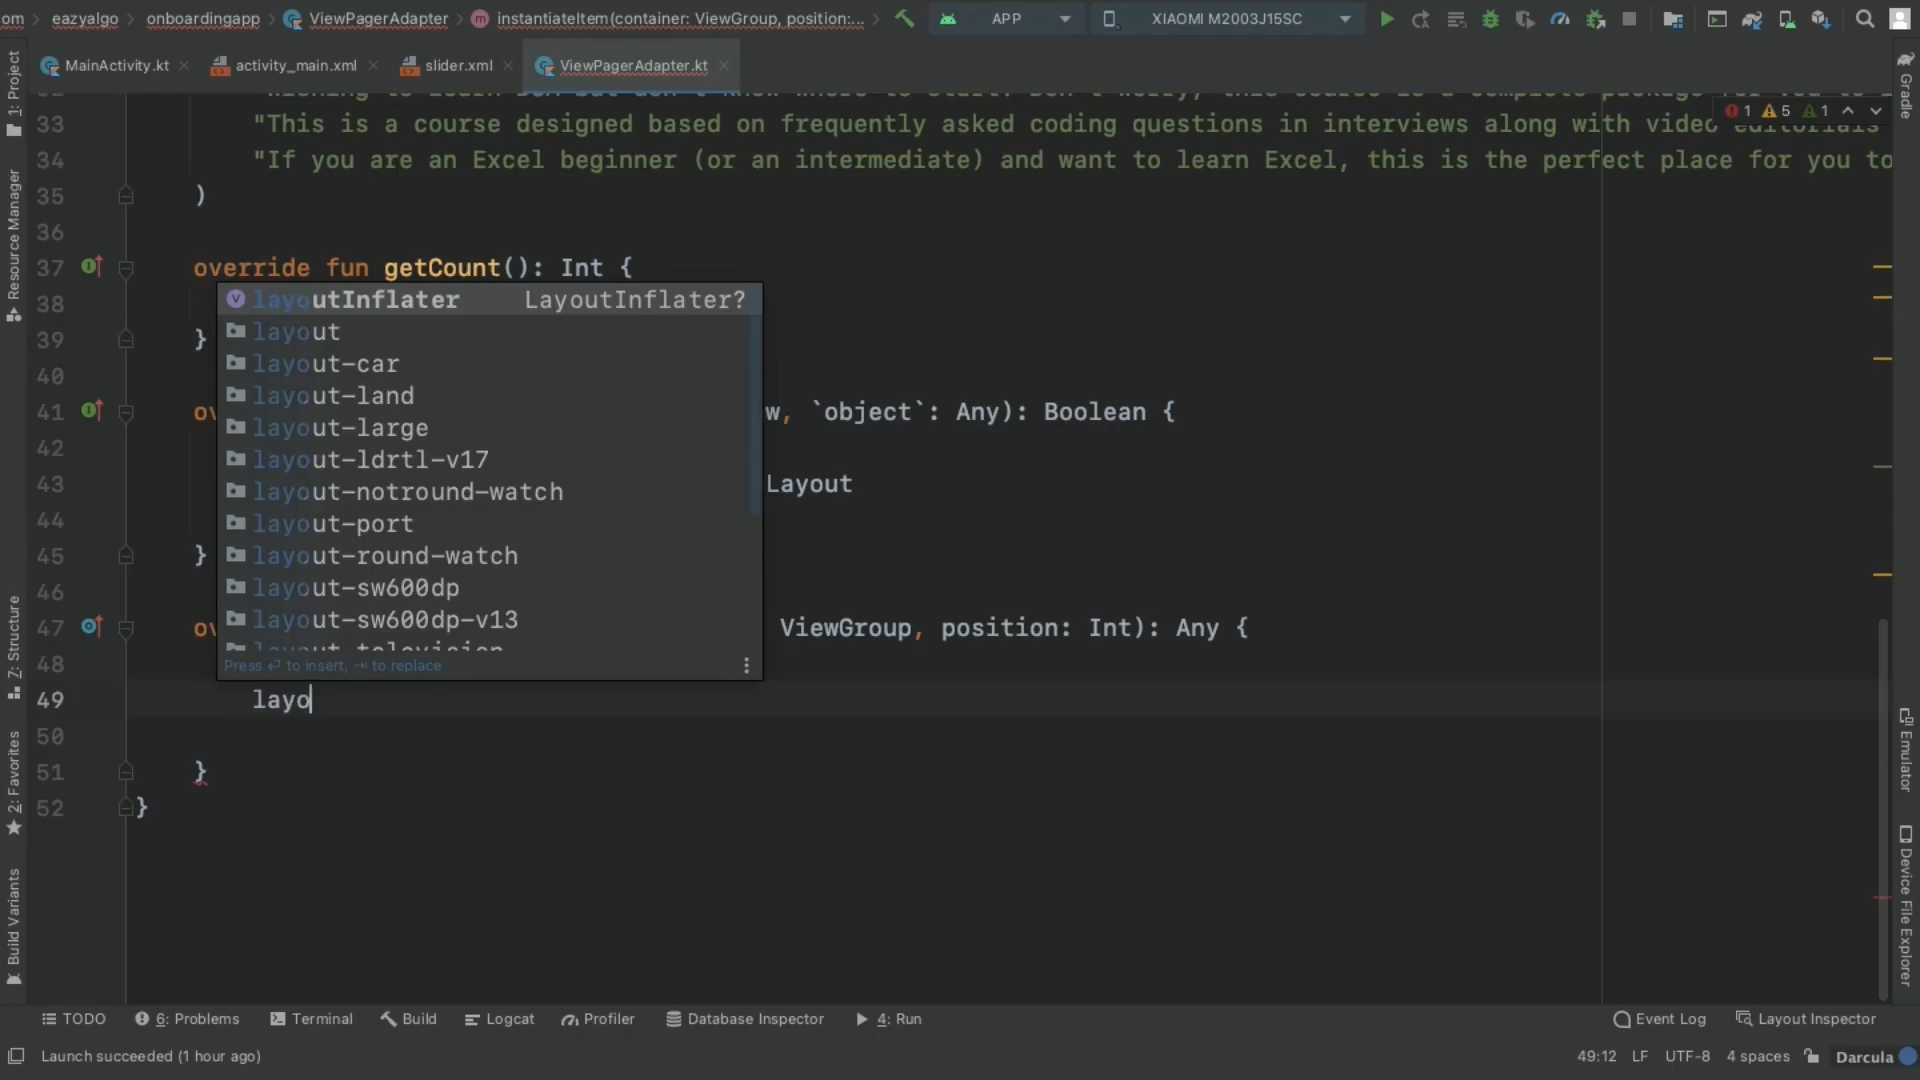 om > eazyalgo > onboardingapp > ViewPagerAdapter > instantiateItem(container: ViewGroup, position:... >
APP
XIAOMI M2003J15SC
MainActivity.kt
activity_main.xml
slider.xml
ViewPagerAdapter.kt
1: Project
Resource Manager
Z: Structure
2: Favorites
Build Variants
33 "This is a course designed based on frequently asked coding questions in interviews along with video editorials
1 5 1
34 "If you are an Excel beginner (or an intermediate) and want to learn Excel, this is the perfect place for you to
35 )
36
37 override fun getCount(): Int {
38
39 }
40
41 ov w, `object`: Any): Boolean {
42
43 Layout
44
45 }
46
47 ov ViewGroup, position: Int): Any {
48
49 layo
50
51 }
52 }
layoutInflater LayoutInflater?
layout
layout-car
layout-land
layout-large
layout-ldrtl-v17
layout-notround-watch
layout-port
layout-round-watch
layout-sw600dp
layout-sw600dp-v13
layout-television
Press ↵ to insert, ⇥ to replace
Gradle
Emulator
Device File Explorer
TODO
6: Problems
Terminal
Build
Logcat
Profiler
Database Inspector
4: Run
Event Log
Layout Inspector
Launch succeeded (1 hour ago)
49:12 LF UTF-8 4 spaces Darcula